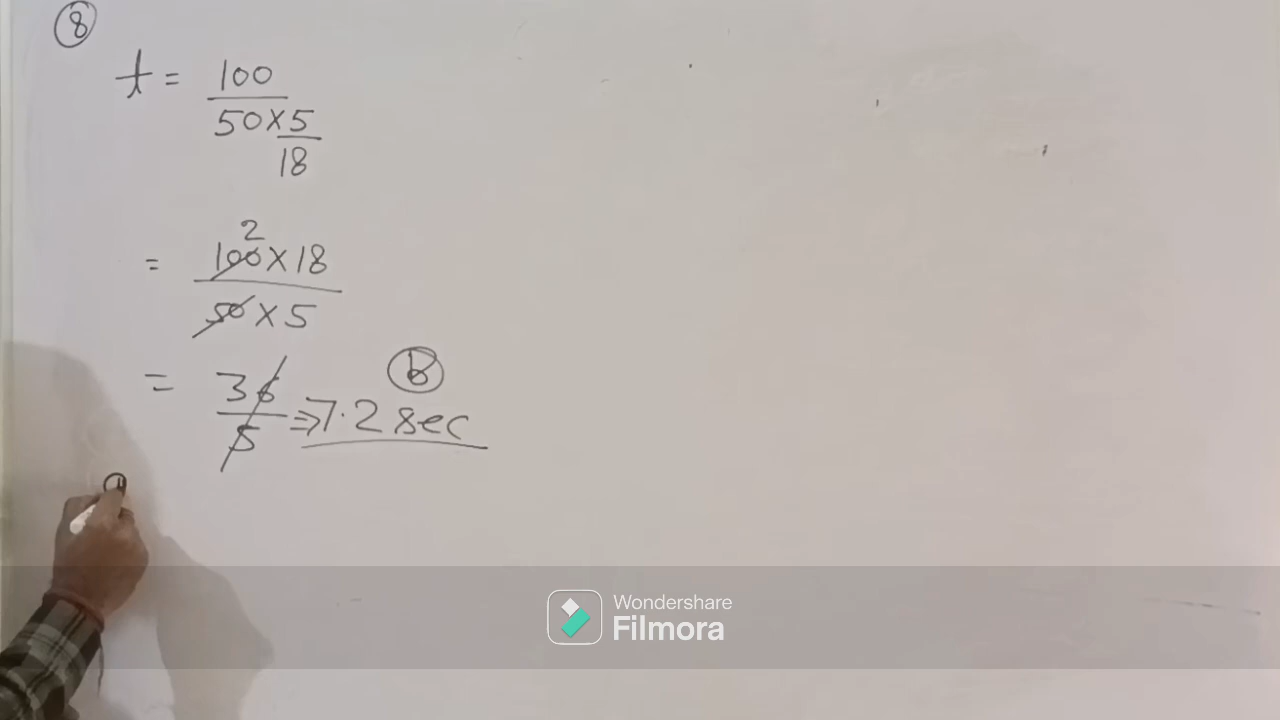 8
t = 100
50 × 5
18
2
= 100 × 18
50 × 5
b
= 36
5 ⇒ 7.2 sec
Wondershare
Filmora